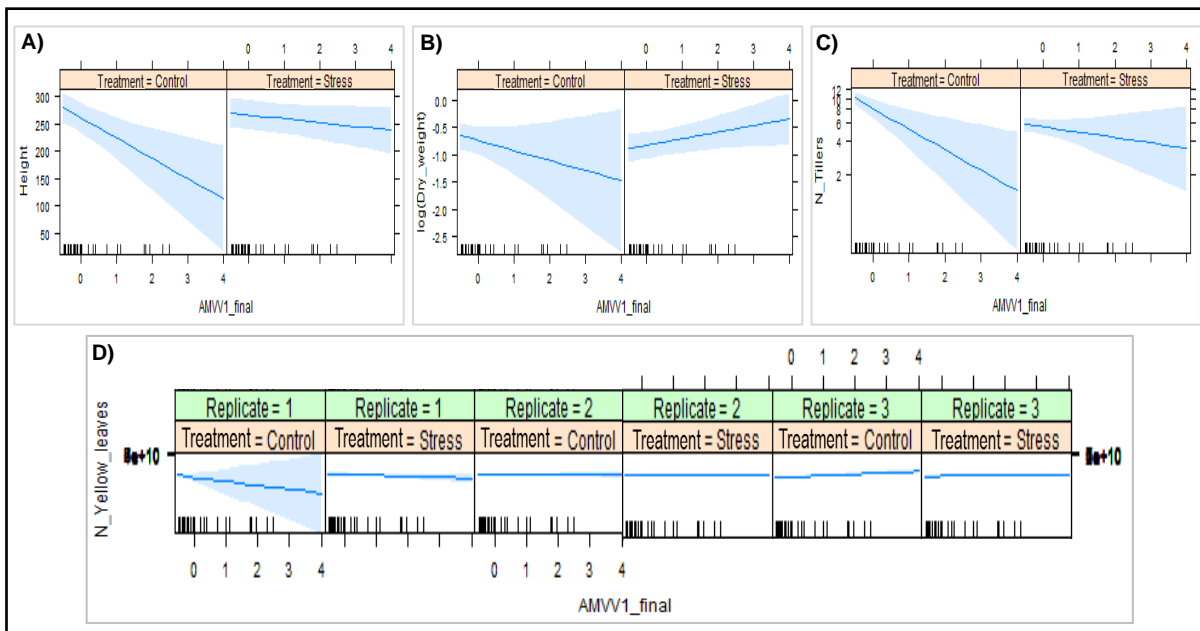 A)
0 1 2 3 4
Treatment = Control Treatment = Stress
300
250
200
150
100
50
Height
0 1 2 3 4
AMVV1_final
B)
0 1 2 3 4
Treatment = Control Treatment = Stress
0.0
-0.5
-1.0
-1.5
-2.0
-2.5
log(Dry_weight)
0 1 2 3 4
AMVV1_final
C)
0 1 2 3 4
Treatment = Control Treatment = Stress
12 12
10 10
8 8
6 6
4 4
2 2
N_Tillers
0 1 2 3 4
AMVV1_final
D)
0 1 2 3 4
Replicate = 1 Replicate = 1 Replicate = 2 Replicate = 2 Replicate = 3 Replicate = 3
Treatment = Control Treatment = Stress Treatment = Control Treatment = Stress Treatment = Control Treatment = Stress
N_Yellow_leaves
0 1 2 3 4 0 1 2 3 4
AMVV1_final